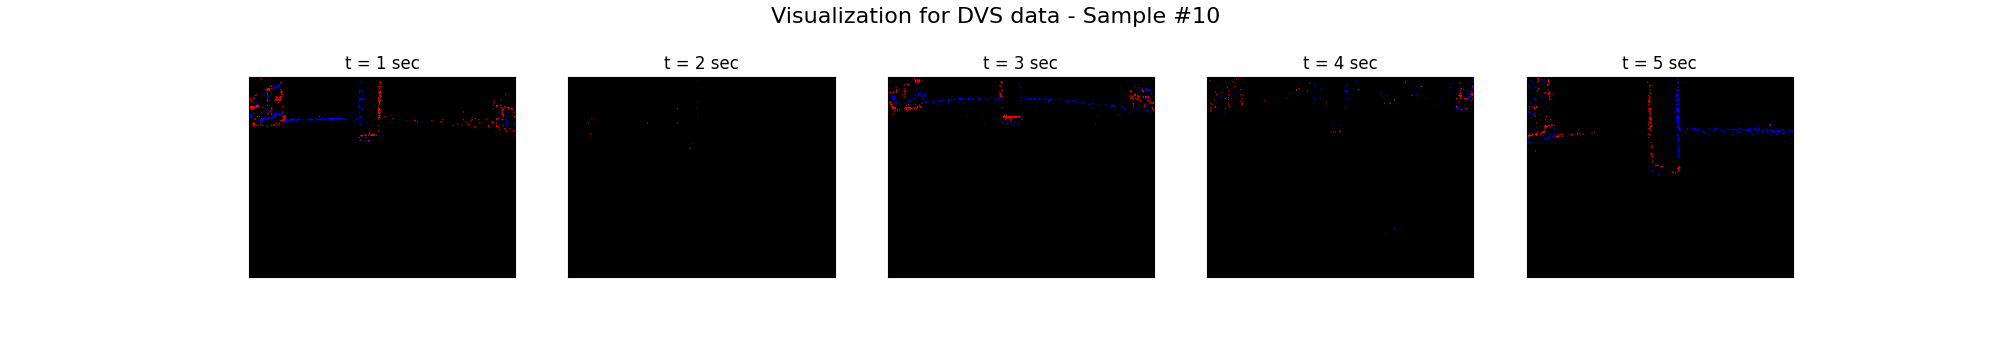 Visualization for DVS data - Sample #10
t = 1 sec
t = 2 sec
t = 3 sec
t = 4 sec
t = 5 sec